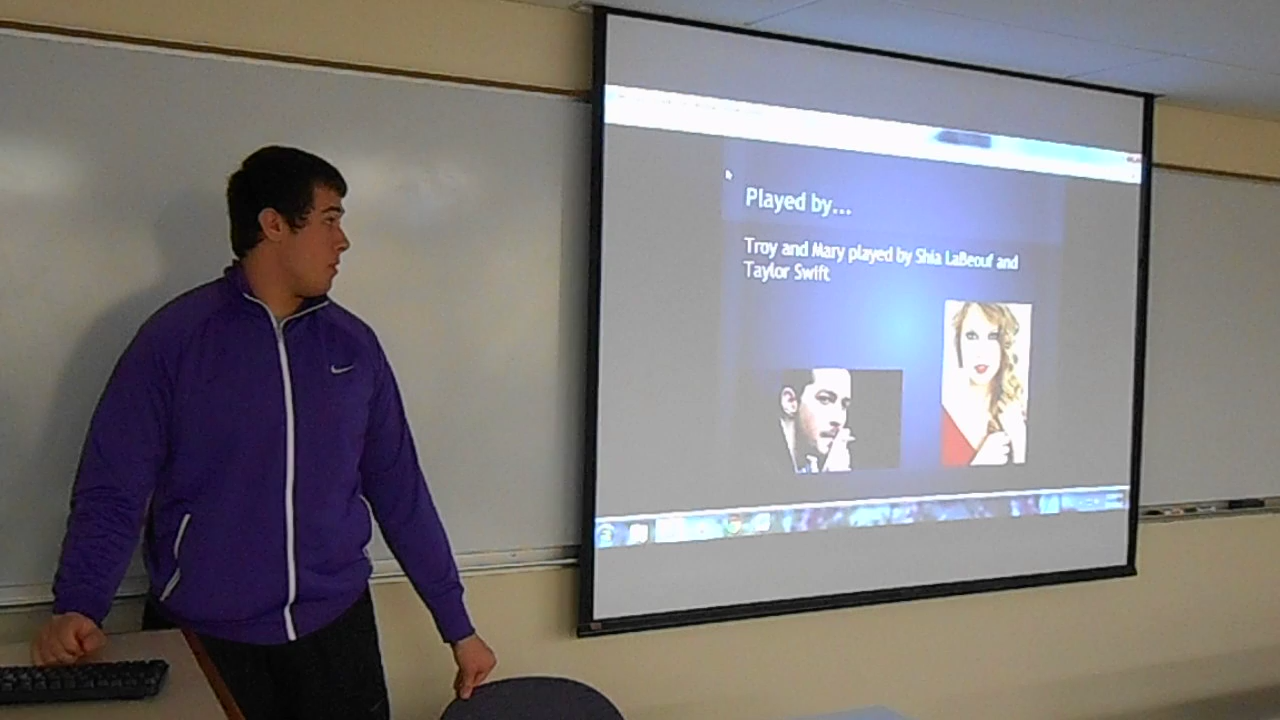 Played by...
Troy and Mary played by Shia LaBeouf and
Taylor Swift